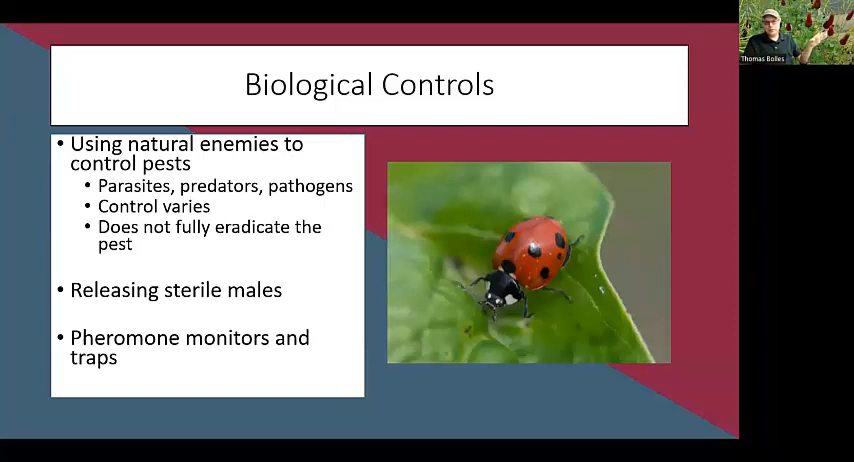 Biological Controls
Thomas Bolles
• Using natural enemies to
control pests
• Parasites, predators, pathogens
• Control varies
• Does not fully eradicate the
pest
• Releasing sterile males
• Pheromone monitors and
traps